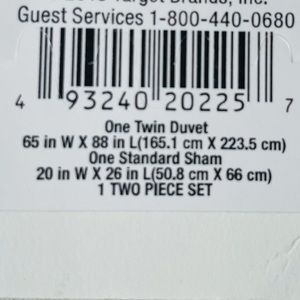 Target Brands, Inc.
Guest Services 1-800-440-0680
4 93240 20225 7
One Twin Duvet
65 in W X 88 in L(165.1 cm X 223.5 cm)
One Standard Sham
20 in W X 26 in L(50.8 cm X 66 cm)
1 TWO PIECE SET